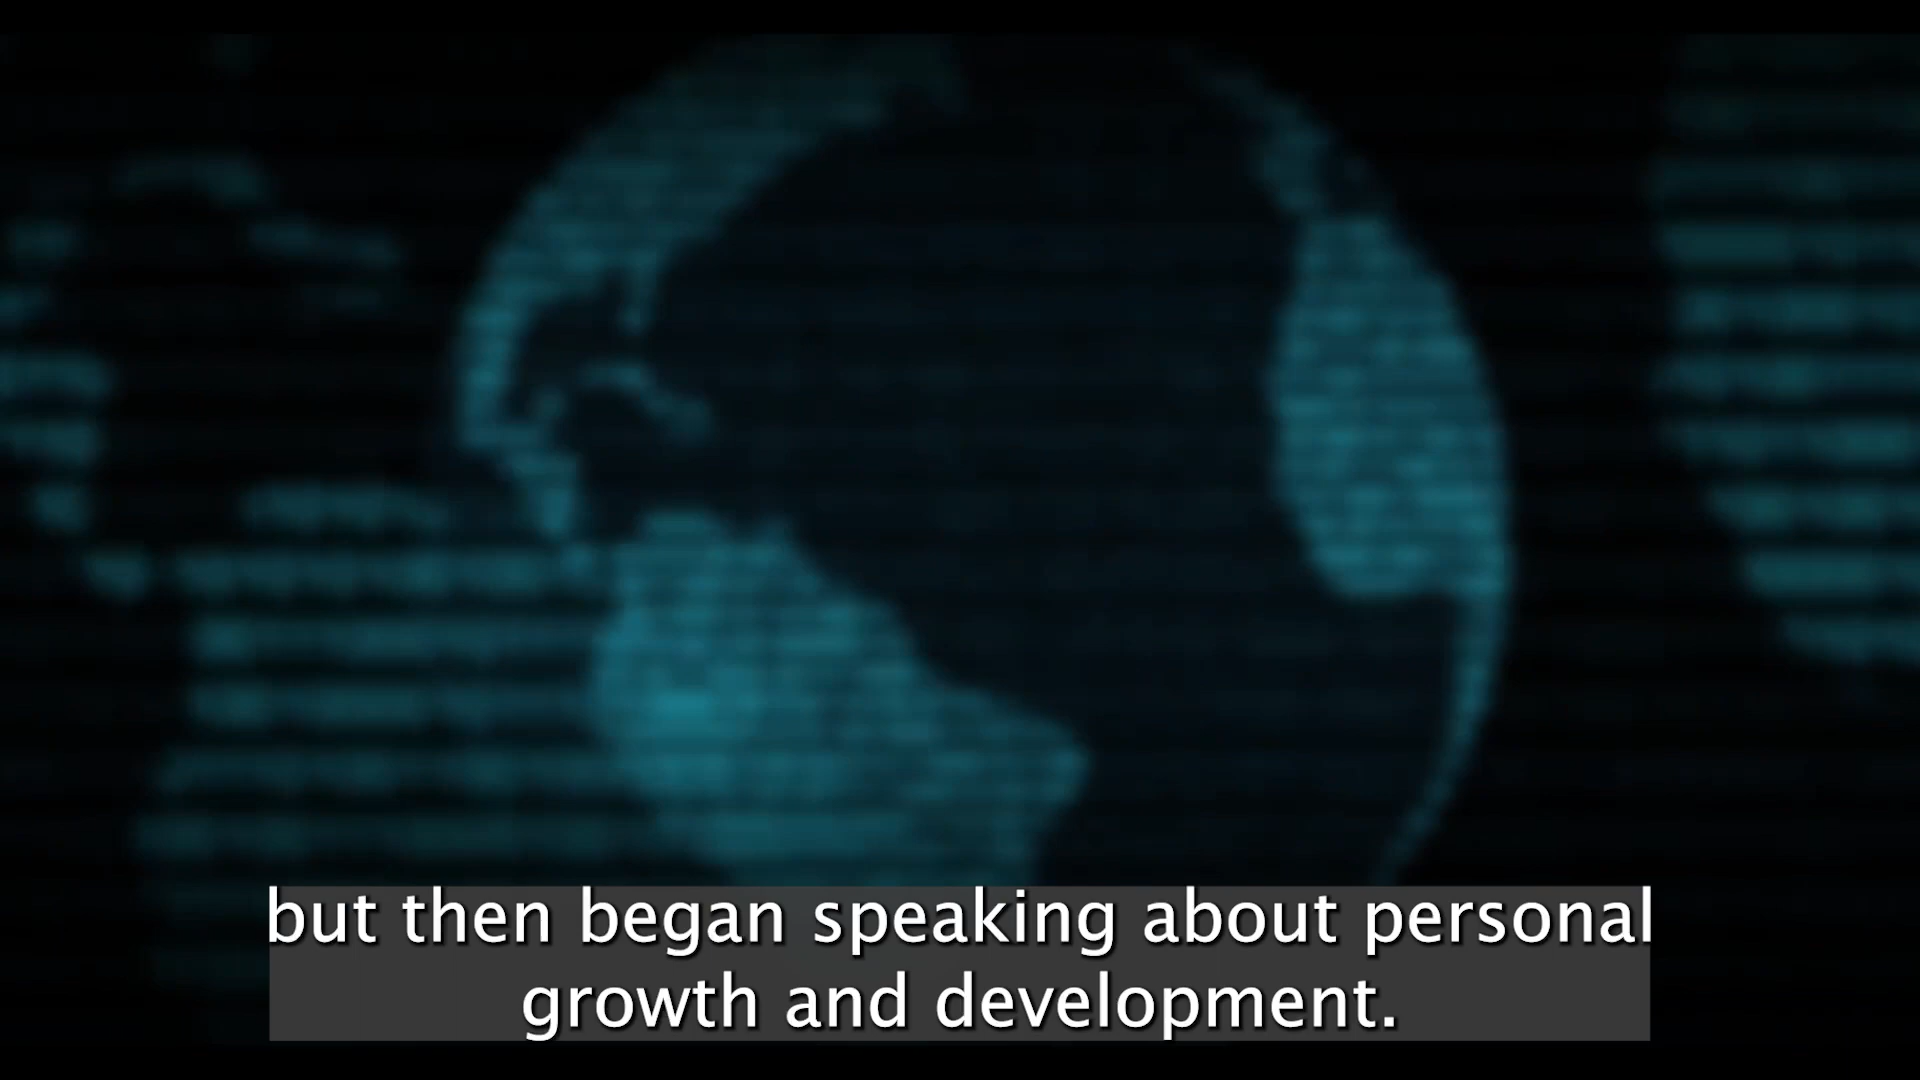 but then began speaking about personal
growth and development.